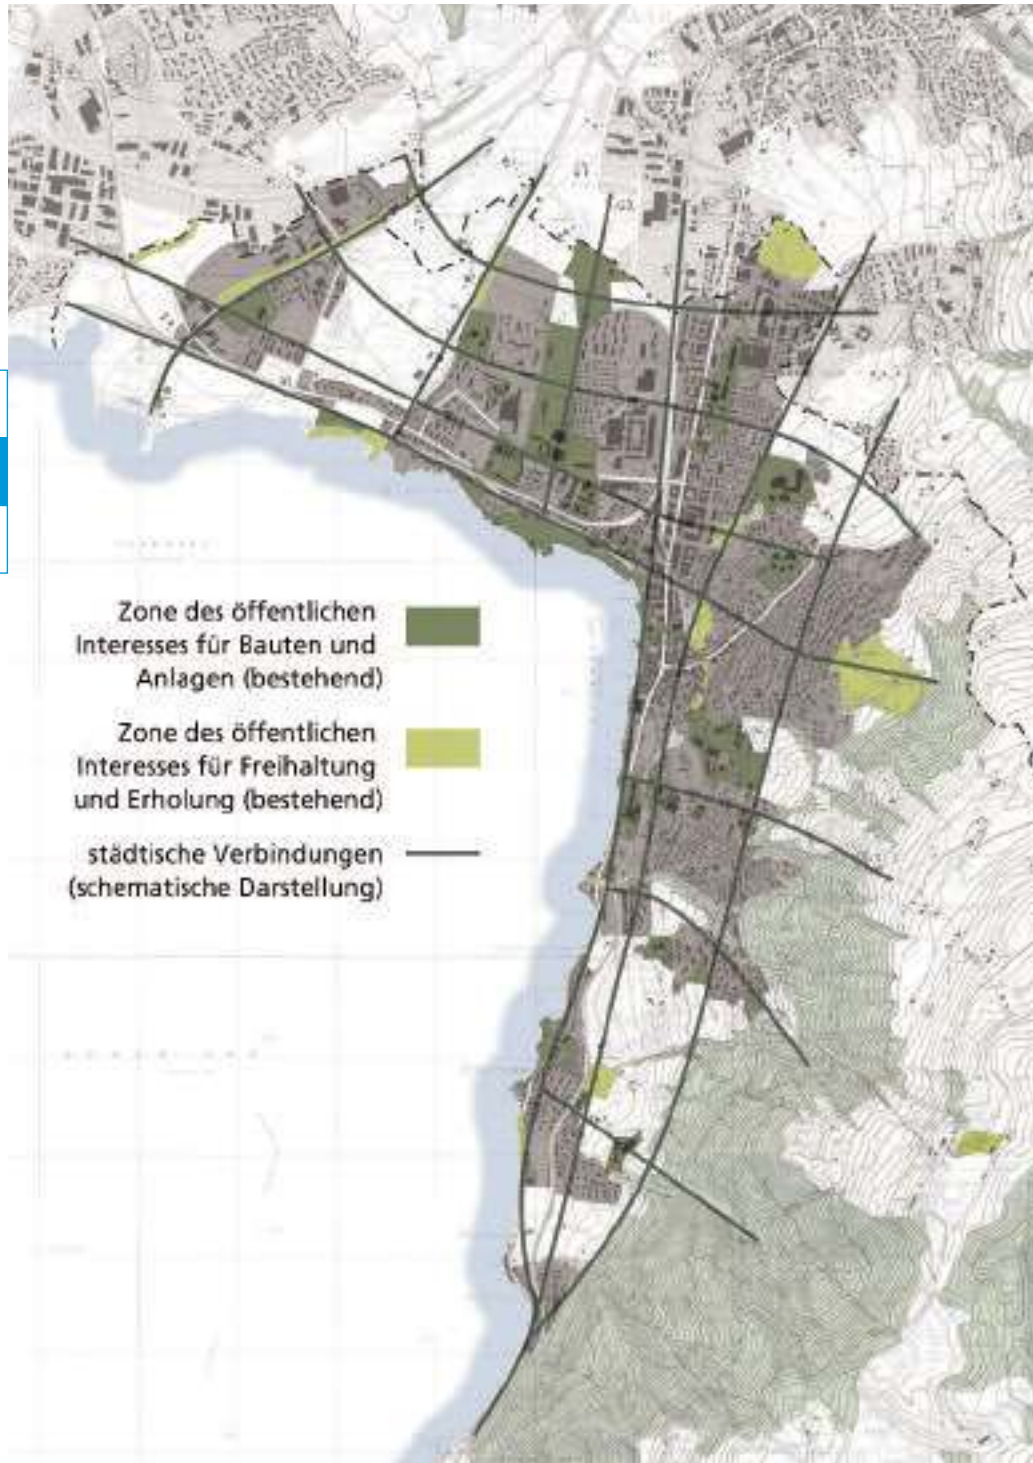 Zone des öffentlichen
Interesses für Bauten und
Anlagen (bestehend)
Zone des öffentlichen
Interesses für Freihaltung
und Erholung (bestehend)
städtische Verbindungen
(schematische Darstellung)